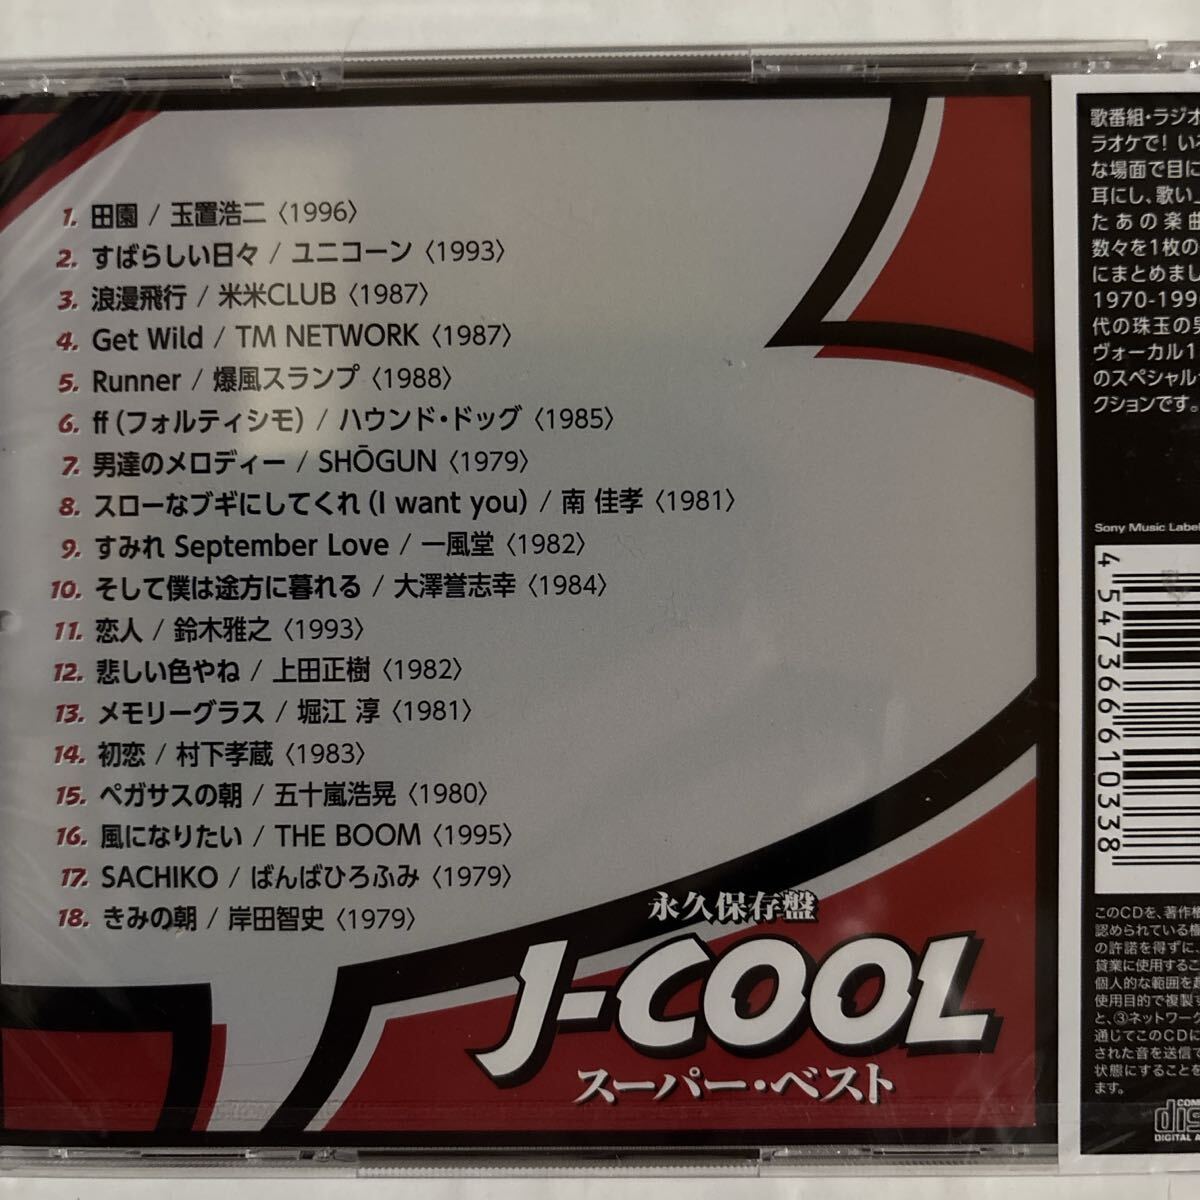 1. 田園 / 玉置浩二〈1996〉
2. すばらしい日々 / ユニコーン〈1993〉
3. 浪漫飛行 / 米米CLUB〈1987〉
4. Get Wild / TM NETWORK〈1987〉
5. Runner / 爆風スランプ〈1988〉
6. ff (フォルティシモ) / ハウンド・ドッグ〈1985〉
7. 男達のメロディー / SHŌGUN〈1979〉
8. スローなブギにしてくれ (I want you) / 南 佳孝〈1981〉
9. すみれ September Love / 一風堂〈1982〉
10. そして僕は途方に暮れる / 大澤誉志幸〈1984〉
11. 恋人 / 鈴木雅之〈1993〉
12. 悲しい色やね / 上田正樹〈1982〉
13. メモリーグラス / 堀江 淳〈1981〉
14. 初恋 / 村下孝蔵〈1983〉
15. ペガサスの朝 / 五十嵐浩晃〈1980〉
16. 風になりたい / THE BOOM〈1995〉
17. SACHIKO / ばんばひろふみ〈1979〉
18. きみの朝 / 岸田智史〈1979〉
永久保存盤
J-COOL
スーパー・ベスト
歌番組・ラジオ
ラオケで! いろ
な場面で目に
耳にし、歌い
たあの楽曲
数々を1枚の
にまとめまし
1970-199
代の珠玉の男
ヴォーカル1
のスペシャル
クションです。
Sony Music Label
4547366610338
このCDを、著作権
認められている権
の許諾を得ずに、
貸業に使用するこ
個人的な範囲を超
使用目的で複製す
と、③ネットワーク
通じてこのCDに
された音を送信で
状態にすることを
ます。
COM
dis
DIGITAL A